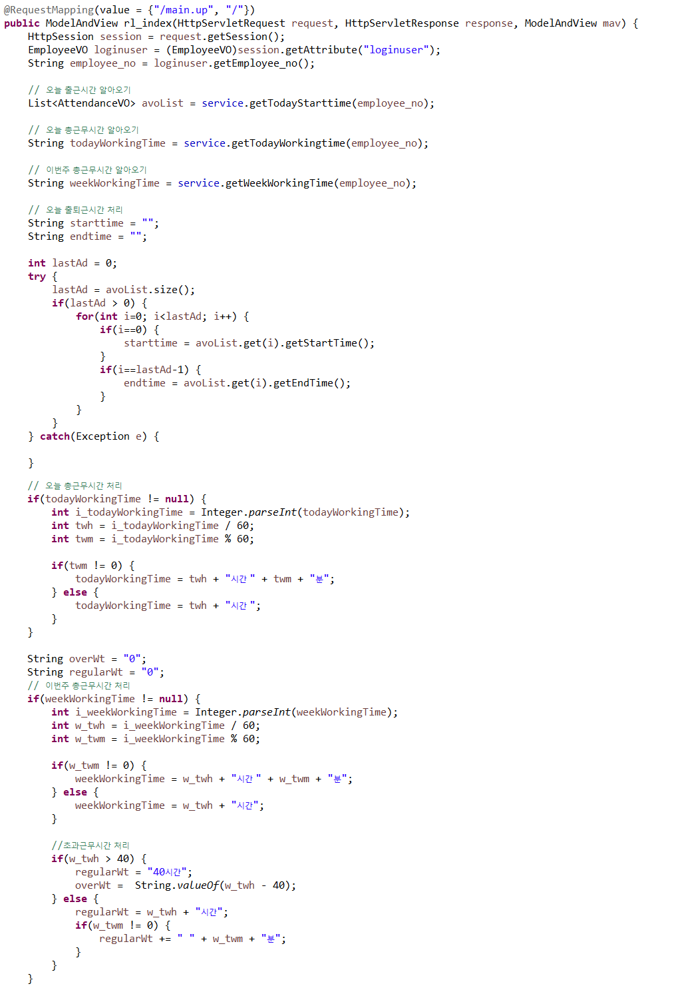 @RequestMapping(value = {"/main.up", "/"})
public ModelAndView rl_index(HttpServletRequest request, HttpServletResponse response, ModelAndView mav) {
    HttpSession session = request.getSession();
    EmployeeVO loginuser = (EmployeeVO)session.getAttribute("loginuser");
    String employee_no = loginuser.getEmployee_no();

    // 오늘 출근시간 알아오기
    List<AttendanceVO> avoList = service.getTodayStarttime(employee_no);

    // 오늘 총근무시간 알아오기
    String todayWorkingTime = service.getTodayWorkingtime(employee_no);

    // 이번주 총근무시간 알아오기
    String weekWorkingTime = service.getWeekWorkingTime(employee_no);

    // 오늘 출퇴근시간 처리
    String starttime = "";
    String endtime = "";

    int lastAd = 0;
    try {
        lastAd = avoList.size();
        if(lastAd > 0) {
            for(int i=0; i<lastAd; i++) {
                if(i==0) {
                    starttime = avoList.get(i).getStartTime();
                }
                if(i==lastAd-1) {
                    endtime = avoList.get(i).getEndTime();
                }
            }
        }
    } catch(Exception e) {

    }

    // 오늘 총근무시간 처리
    if(todayWorkingTime != null) {
        int i_todayWorkingTime = Integer.parseInt(todayWorkingTime);
        int twh = i_todayWorkingTime / 60;
        int twm = i_todayWorkingTime % 60;

        if(twm != 0) {
            todayWorkingTime = twh + "시간 " + twm + "분";
        } else {
            todayWorkingTime = twh + "시간 ";
        }
    }

    String overWt = "0";
    String regularWt = "0";
    // 이번주 총근무시간 처리
    if(weekWorkingTime != null) {
        int i_weekWorkingTime = Integer.parseInt(weekWorkingTime);
        int w_twh = i_weekWorkingTime / 60;
        int w_twm = i_weekWorkingTime % 60;

        if(w_twm != 0) {
            weekWorkingTime = w_twh + "시간 " + w_twm + "분";
        } else {
            weekWorkingTime = w_twh + "시간";
        }

        //초과근무시간 처리
        if(w_twh > 40) {
            regularWt = "40시간";
            overWt =  String.valueOf(w_twh - 40);
        } else {
            regularWt = w_twh + "시간";
            if(w_twm != 0) {
                regularWt += " " + w_twm + "분";
            }
        }
    }